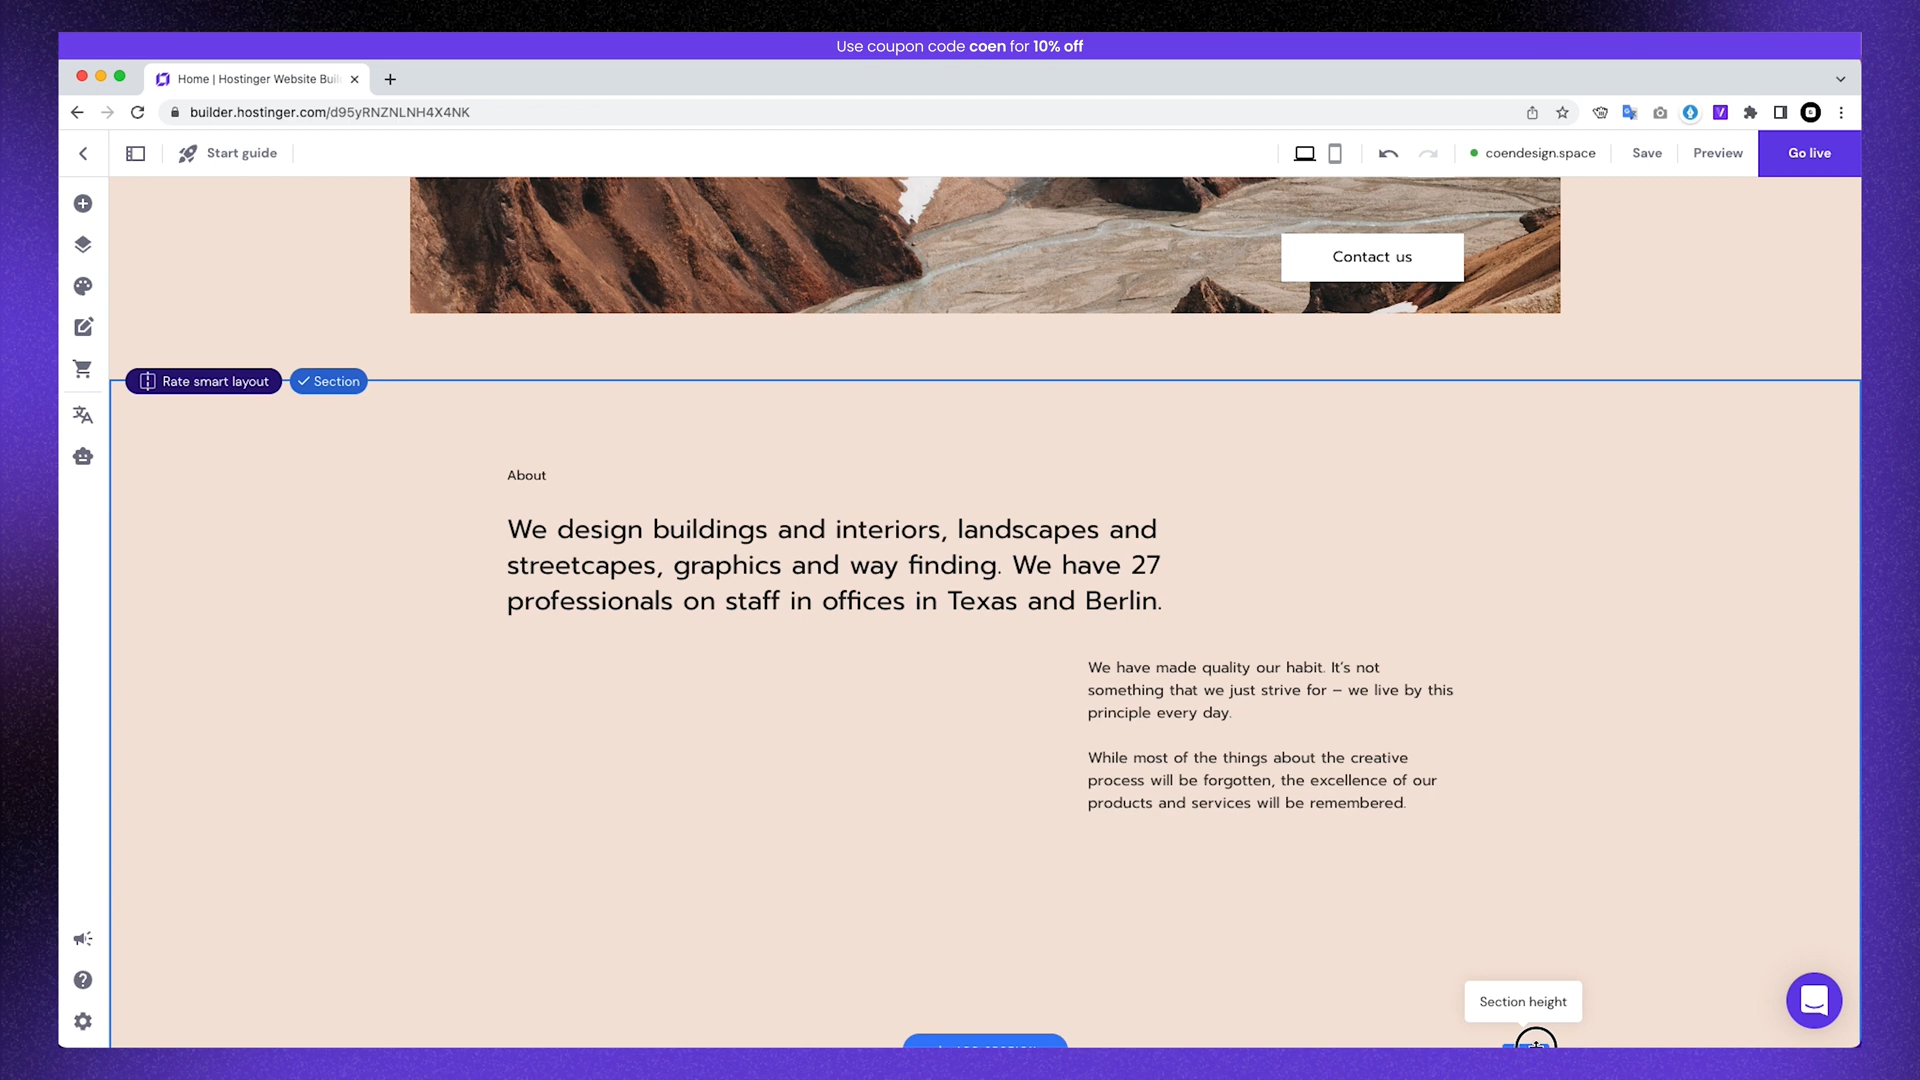 Use coupon code coen for 10% off
Home | Hostinger Website Buil
builder.hostinger.com/d95yRNZNLNH4X4NK
Start guide
coendesign.space
Save
Preview
Go live
Contact us
Rate smart layout
Section
About
We design buildings and interiors, landscapes and
streetcapes, graphics and way finding. We have 27
professionals on staff in offices in Texas and Berlin.
We have made quality our habit. It's not
something that we just strive for – we live by this
principle every day.
While most of the things about the creative
process will be forgotten, the excellence of our
products and services will be remembered.
Section height